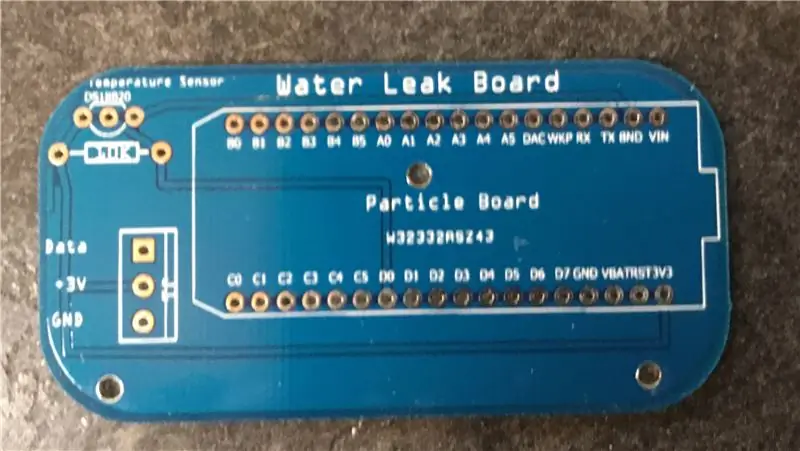 Temperature Sensor
DS18B20
Water Leak Board
10K
B0 B1 B2 B3 B4 B5 A0 A1 A2 A3 A4 A5 DAC WKP RX TX GND VIN
Particle Board
Data
+3V
GND
C0 C1 C2 C3 C4 C5 D0 D1 D2 D3 D4 D5 D6 D7 GND VBAT RST 3V3